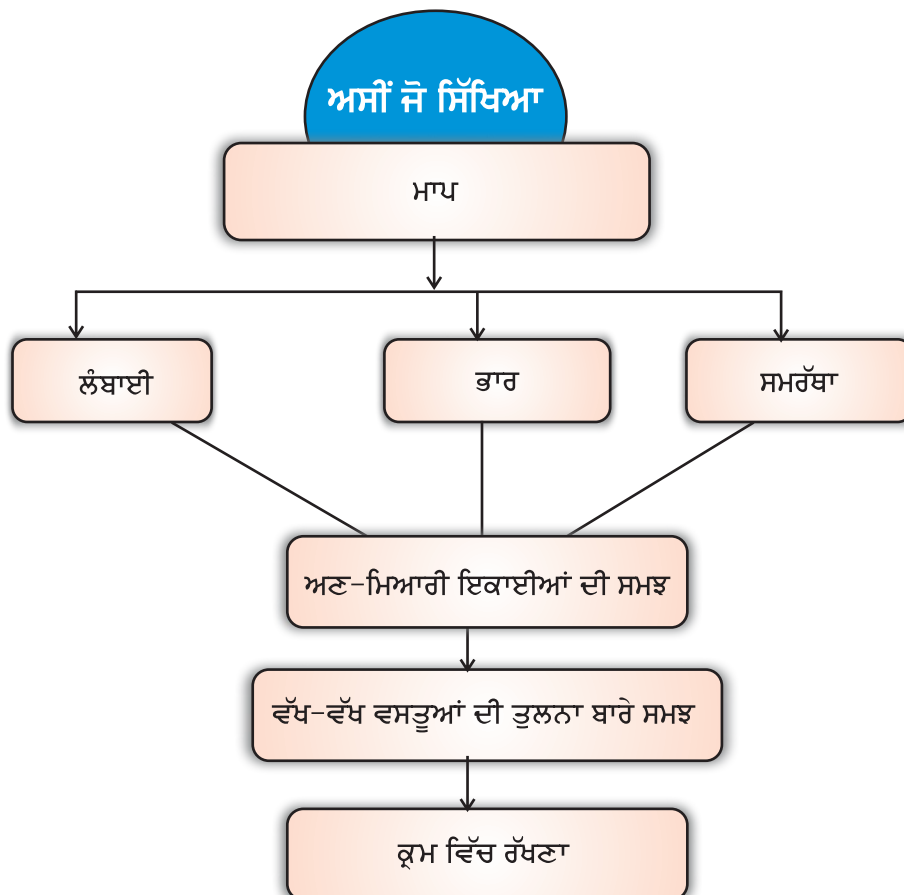 ਅਸੀਂ ਜੋ ਸਿੱਖਿਆ
ਮਾਪ
ਲੰਬਾਈ
ਭਾਰ
ਸਮਰੱਥਾ
ਅਣ-ਮਿਆਰੀ ਇਕਾਈਆਂ ਦੀ ਸਮਝ
ਵੱਖ-ਵੱਖ ਵਸਤੂਆਂ ਦੀ ਤੁਲਨਾ ਬਾਰੇ ਸਮਝ
ਕ੍ਰਮ ਵਿੱਚ ਰੱਖਣਾ